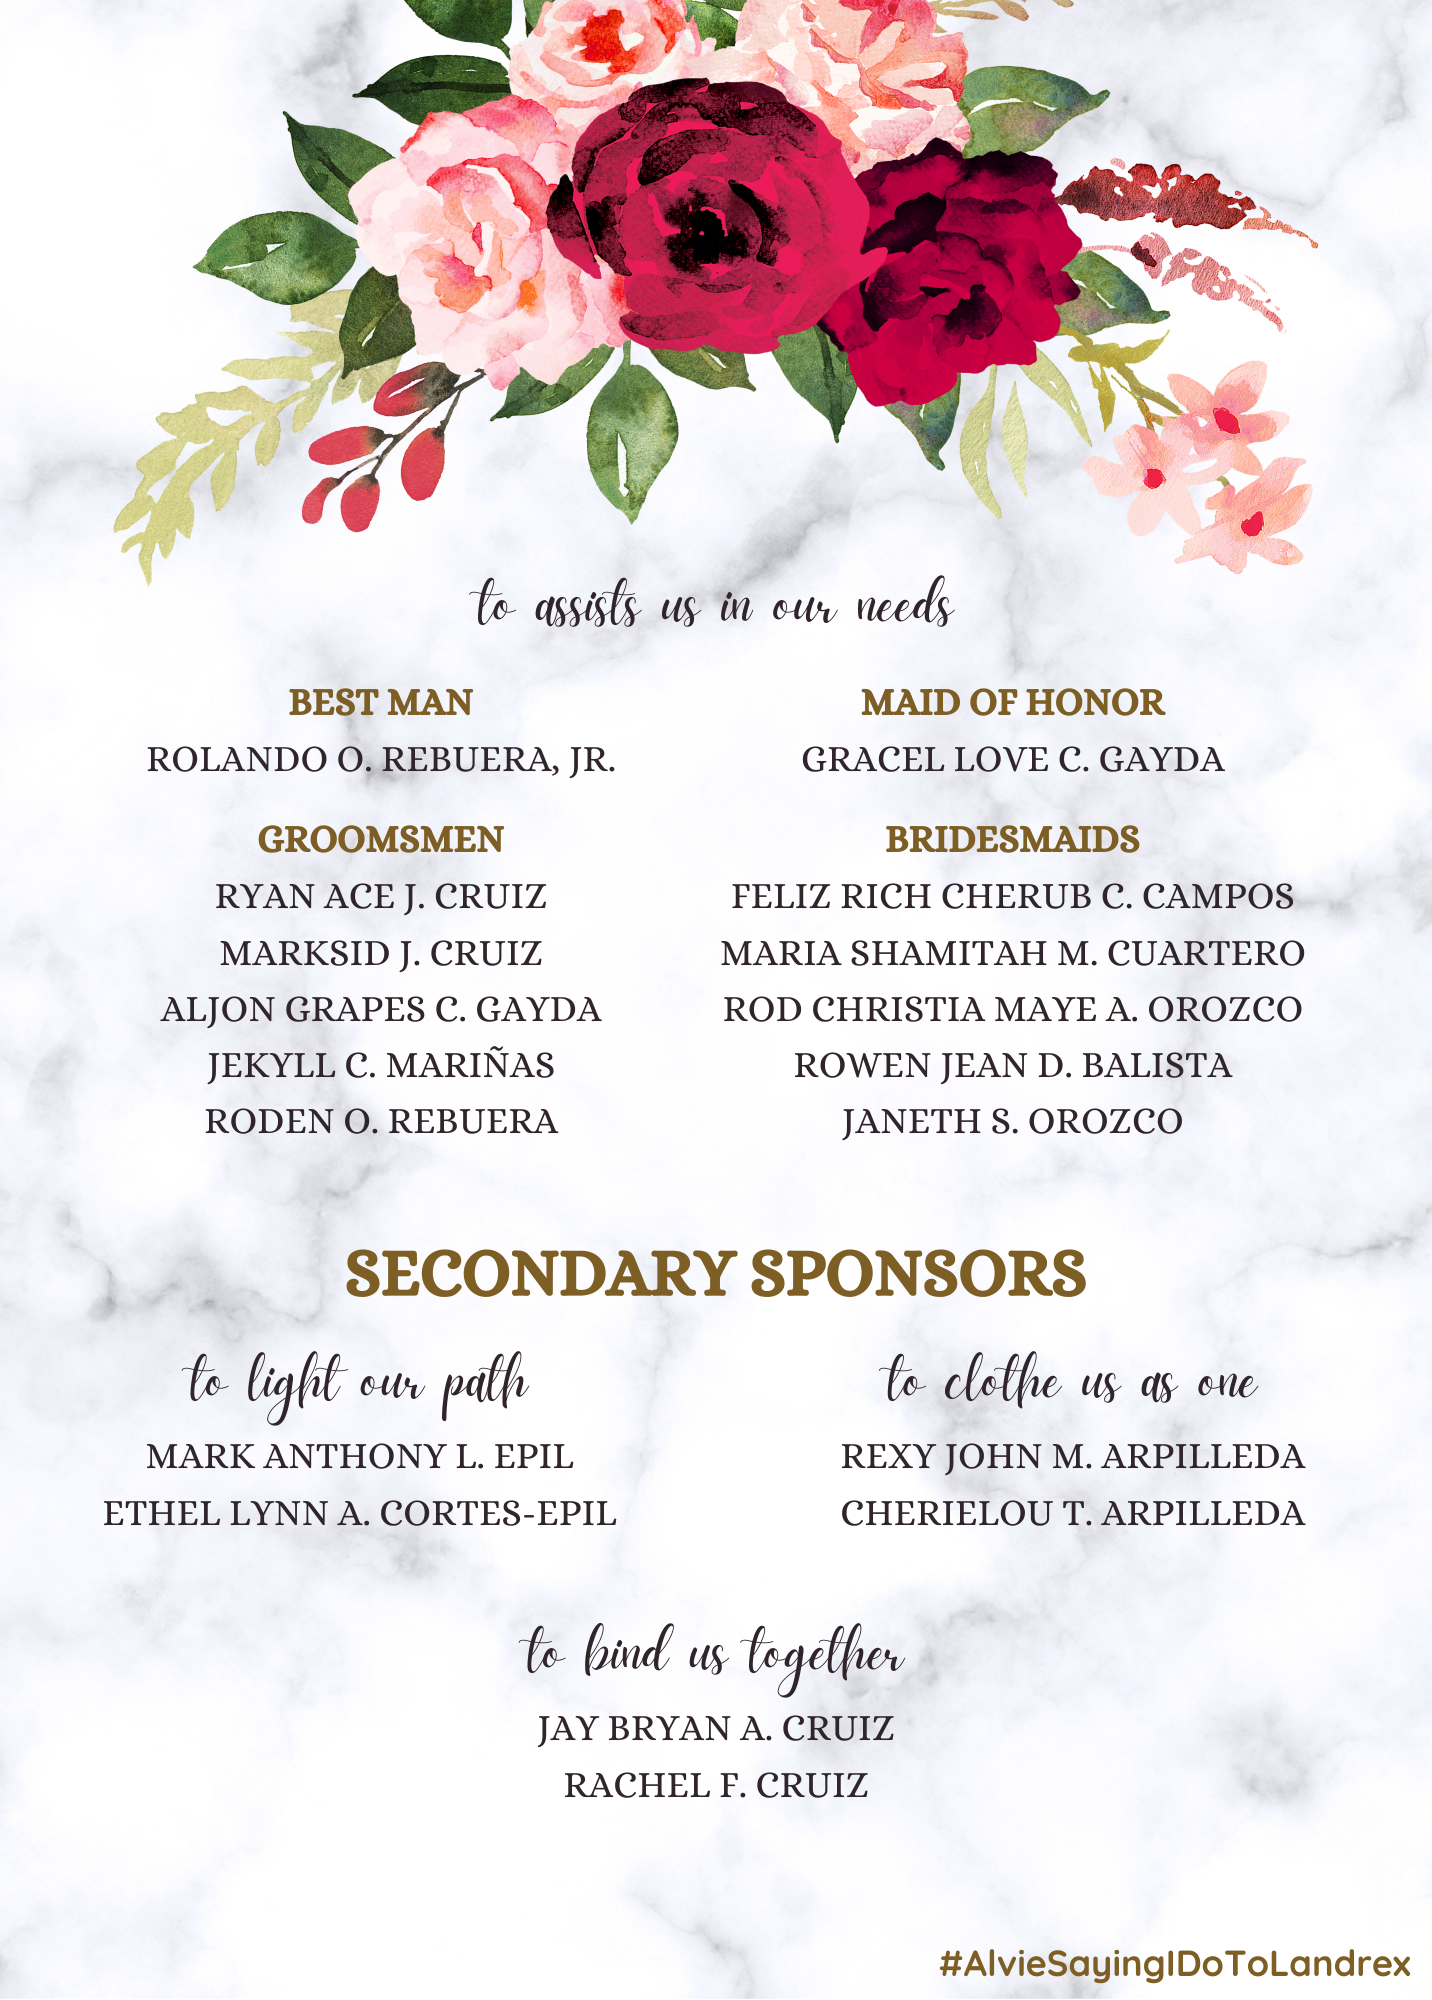 to assists us in our needs
BEST MAN
ROLANDO O. REBUERA, JR.
MAID OF HONOR
GRACEL LOVE C. GAYDA
GROOMSMEN
RYAN ACE J. CRUIZ
MARKSID J. CRUIZ
ALJON GRAPES C. GAYDA
JEKYLL C. MARIÑAS
RODEN O. REBUERA
BRIDESMAIDS
FELIZ RICH CHERUB C. CAMPOS
MARIA SHAMITAH M. CUARTERO
ROD CHRISTIA MAYE A. OROZCO
ROWEN JEAN D. BALISTA
JANETH S. OROZCO
SECONDARY SPONSORS
to light our path
MARK ANTHONY L. EPIL
ETHEL LYNN A. CORTES-EPIL
to clothe us as one
REXY JOHN M. ARPILLEDA
CHERIELOU T. ARPILLEDA
to bind us together
JAY BRYAN A. CRUIZ
RACHEL F. CRUIZ
#AlvieSayingIDoToLandrex